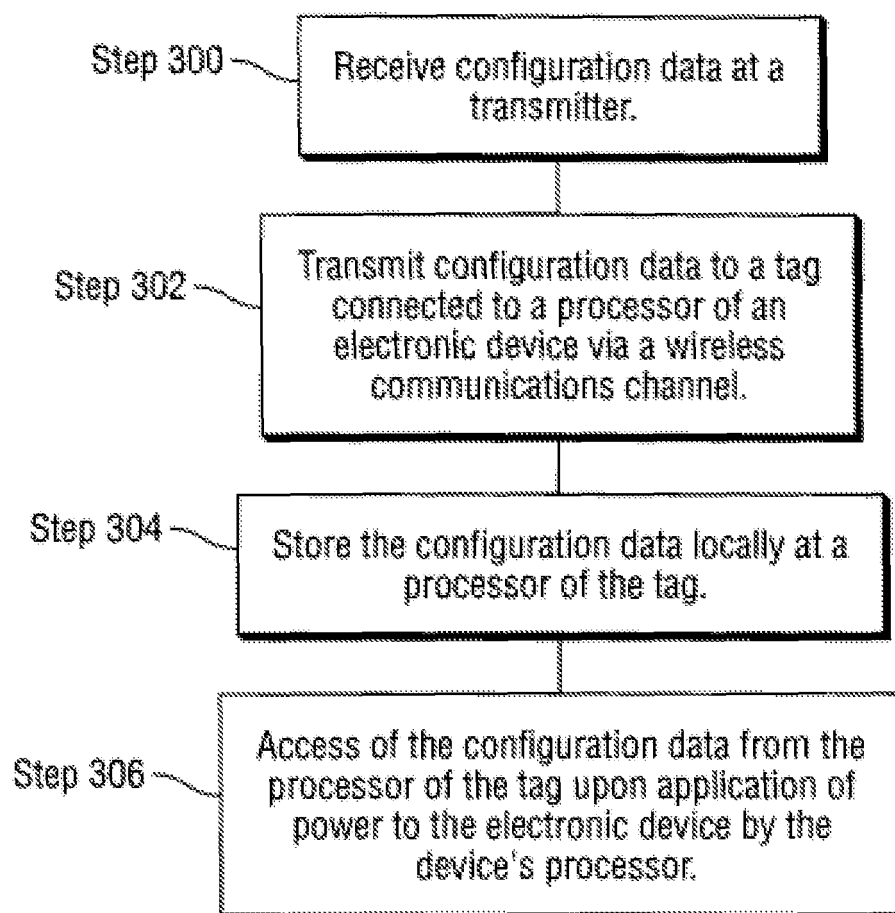 Step 300
Receive configuration data at a
transmitter.
Step 302
Transmit configuration data to a tag
connected to a processor of an
electronic device via a wireless
communications channel.
Step 304
Store the configuration data locally at a
processor of the tag.
Step 306
Access of the configuration data from the
processor of the tag upon application of
power to the electronic device by the
device's processor.